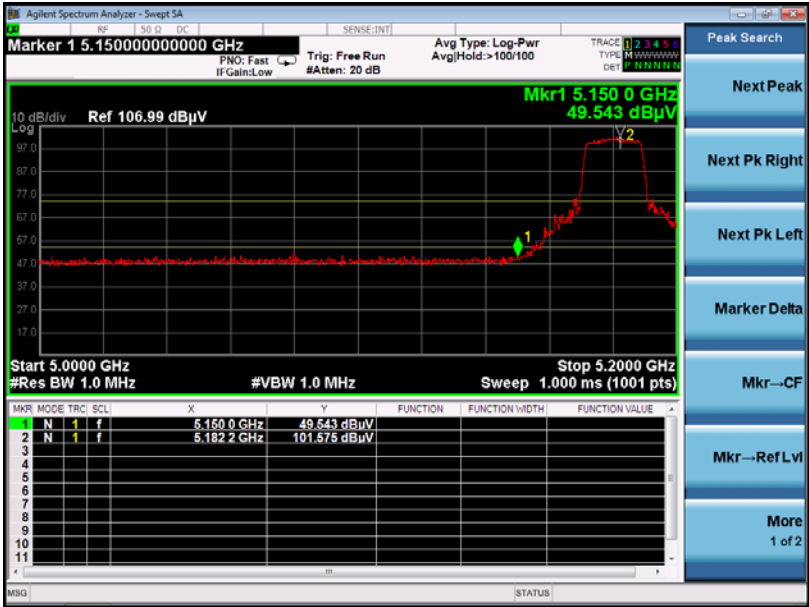 Agilent Spectrum Analyzer - Swept SA
RF 50 Ω DC SENSE:INT
Marker 1 5.150000000000 GHz
PNO: Fast
IFGain:Low
Trig: Free Run
#Atten: 20 dB
Avg Type: Log-Pwr
Avg|Hold:>100/100
TRACE 1 2 3 4 5 6
TYPE M WWWWW
DET P N N N N N
Mkr1 5.150 0 GHz
49.543 dBµV
10 dB/div Ref 106.99 dBµV
Log
97.0
87.0
77.0
67.0
57.0
47.0
37.0
27.0
17.0
1
2
Start 5.0000 GHz Stop 5.2000 GHz
#Res BW 1.0 MHz #VBW 1.0 MHz Sweep 1.000 ms (1001 pts)
MKR MODE TRC SCL X Y FUNCTION FUNCTION WIDTH FUNCTION VALUE
1 N 1 f 5.150 0 GHz 49.543 dBµV
2 N 1 f 5.182 2 GHz 101.575 dBµV
3
4
5
6
7
8
9
10
11
MSG STATUS
Peak Search
Next Peak
Next Pk Right
Next Pk Left
Marker Delta
Mkr→CF
Mkr→Ref Lvl
More
1 of 2